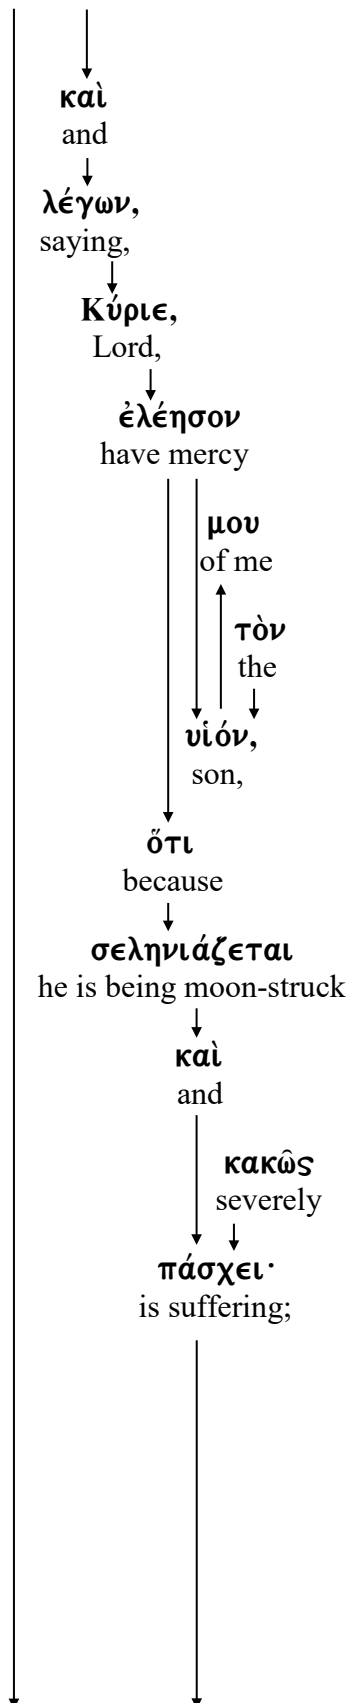 καὶ
and
λέγων,
saying,
Κύριε,
Lord,
ἐλέησον
have mercy
μου
of me
τὸν
the
υἱόν,
son,
ὅτι
because
σεληνιάζεται
he is being moon-struck
καὶ
and
κακῶς
severely
πάσχει·
is suffering;